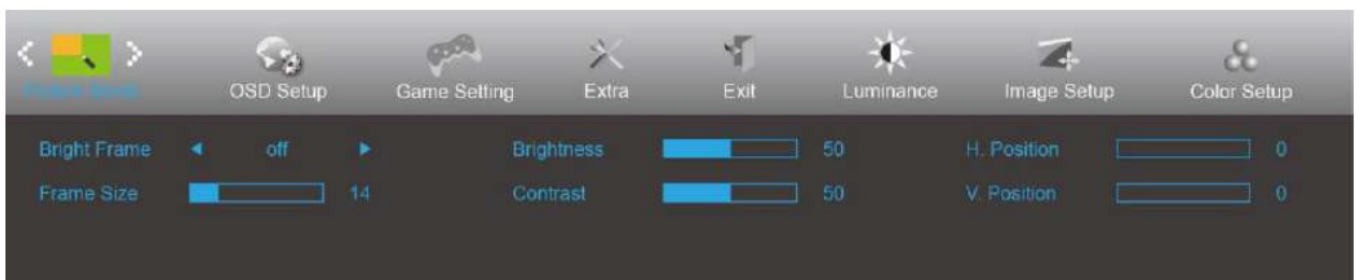 OSD Setup Game Setting Extra Exit Luminance Image Setup Color Setup
Bright Frame off Brightness 50 H. Position 0
Frame Size 14 Contrast 50 V. Position 0